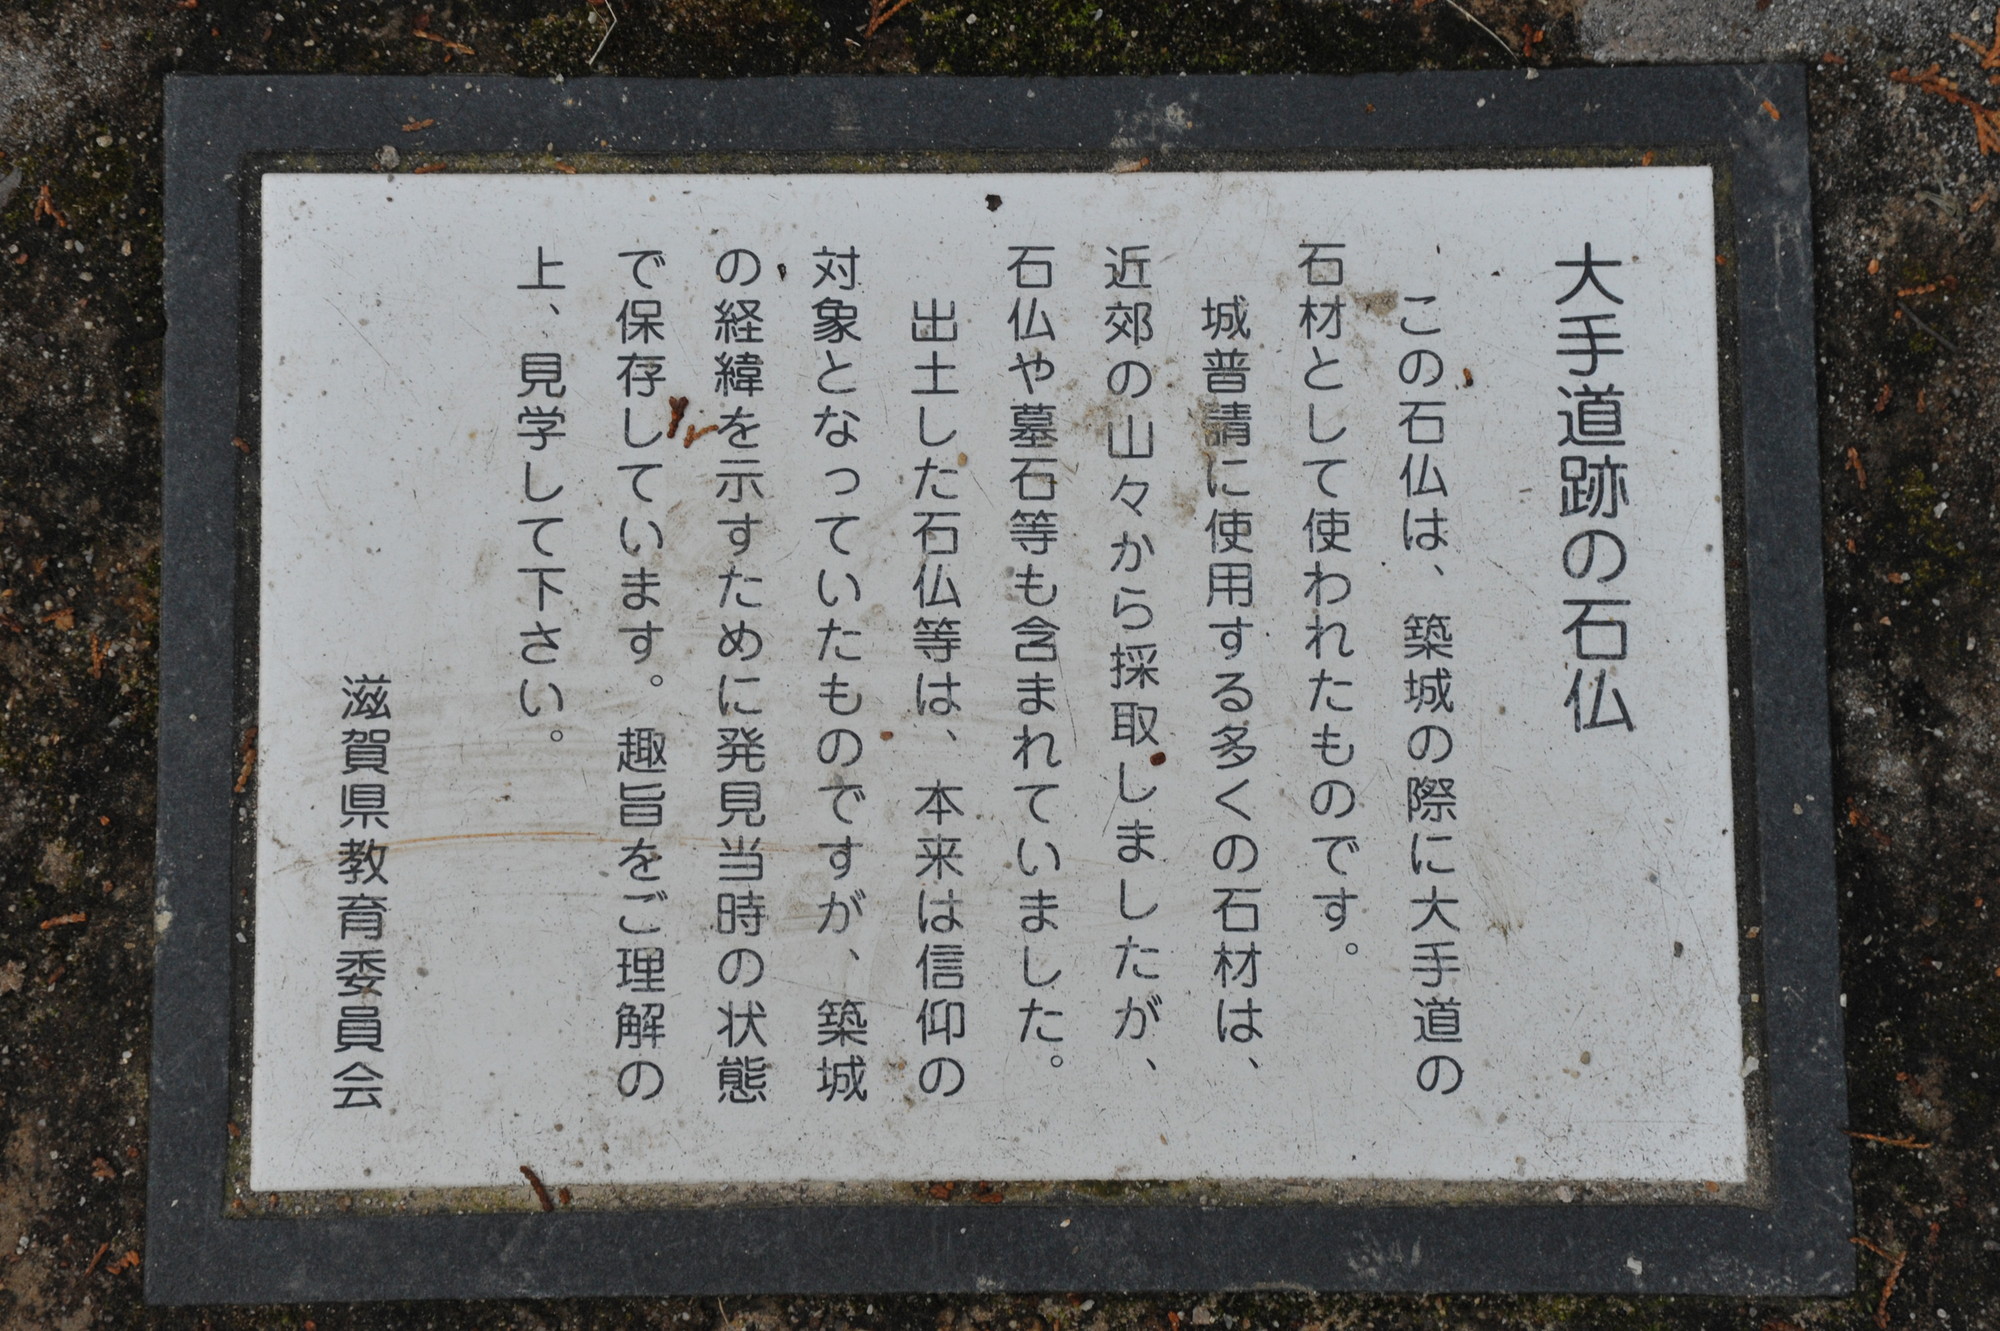 大手道跡の石仏
この石仏は、築城の際に大手道の
石材として使われたものです。
城普請に使用する多くの石材は、
近郊の山々から採取しましたが、
石仏や墓石等も含まれていました。
出土した石仏等は、本来は信仰の
対象となっていたものですが、築城
の経緯を示すために発見当時の状態
で保存しています。趣旨をご理解の
上、見学して下さい。
滋賀県教育委員会